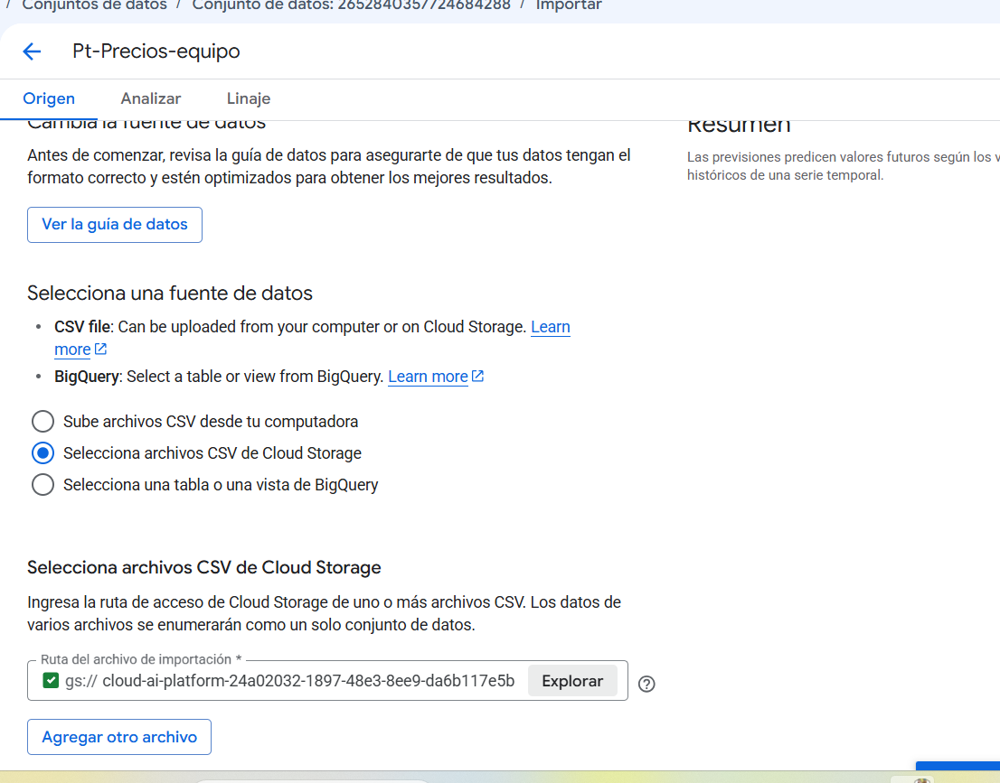 / Conjuntos de datos / Conjunto de datos: 2652840357724684288 / Importar
Pt-Precios-equipo
Origen Analizar Linaje
Cambia la fuente de datos
Antes de comenzar, revisa la guía de datos para asegurarte de que tus datos tengan el
formato correcto y estén optimizados para obtener los mejores resultados.
Ver la guía de datos
Selecciona una fuente de datos
• CSV file: Can be uploaded from your computer or on Cloud Storage. Learn
more
• BigQuery: Select a table or view from BigQuery. Learn more
Sube archivos CSV desde tu computadora
Selecciona archivos CSV de Cloud Storage
Selecciona una tabla o una vista de BigQuery
Selecciona archivos CSV de Cloud Storage
Ingresa la ruta de acceso de Cloud Storage de uno o más archivos CSV. Los datos de
varios archivos se enumerarán como un solo conjunto de datos.
Ruta del archivo de importación *
gs:// cloud-ai-platform-24a02032-1897-48e3-8ee9-da6b117e5b Explorar
Agregar otro archivo
Resumen
Las previsiones predicen valores futuros según los v
históricos de una serie temporal.